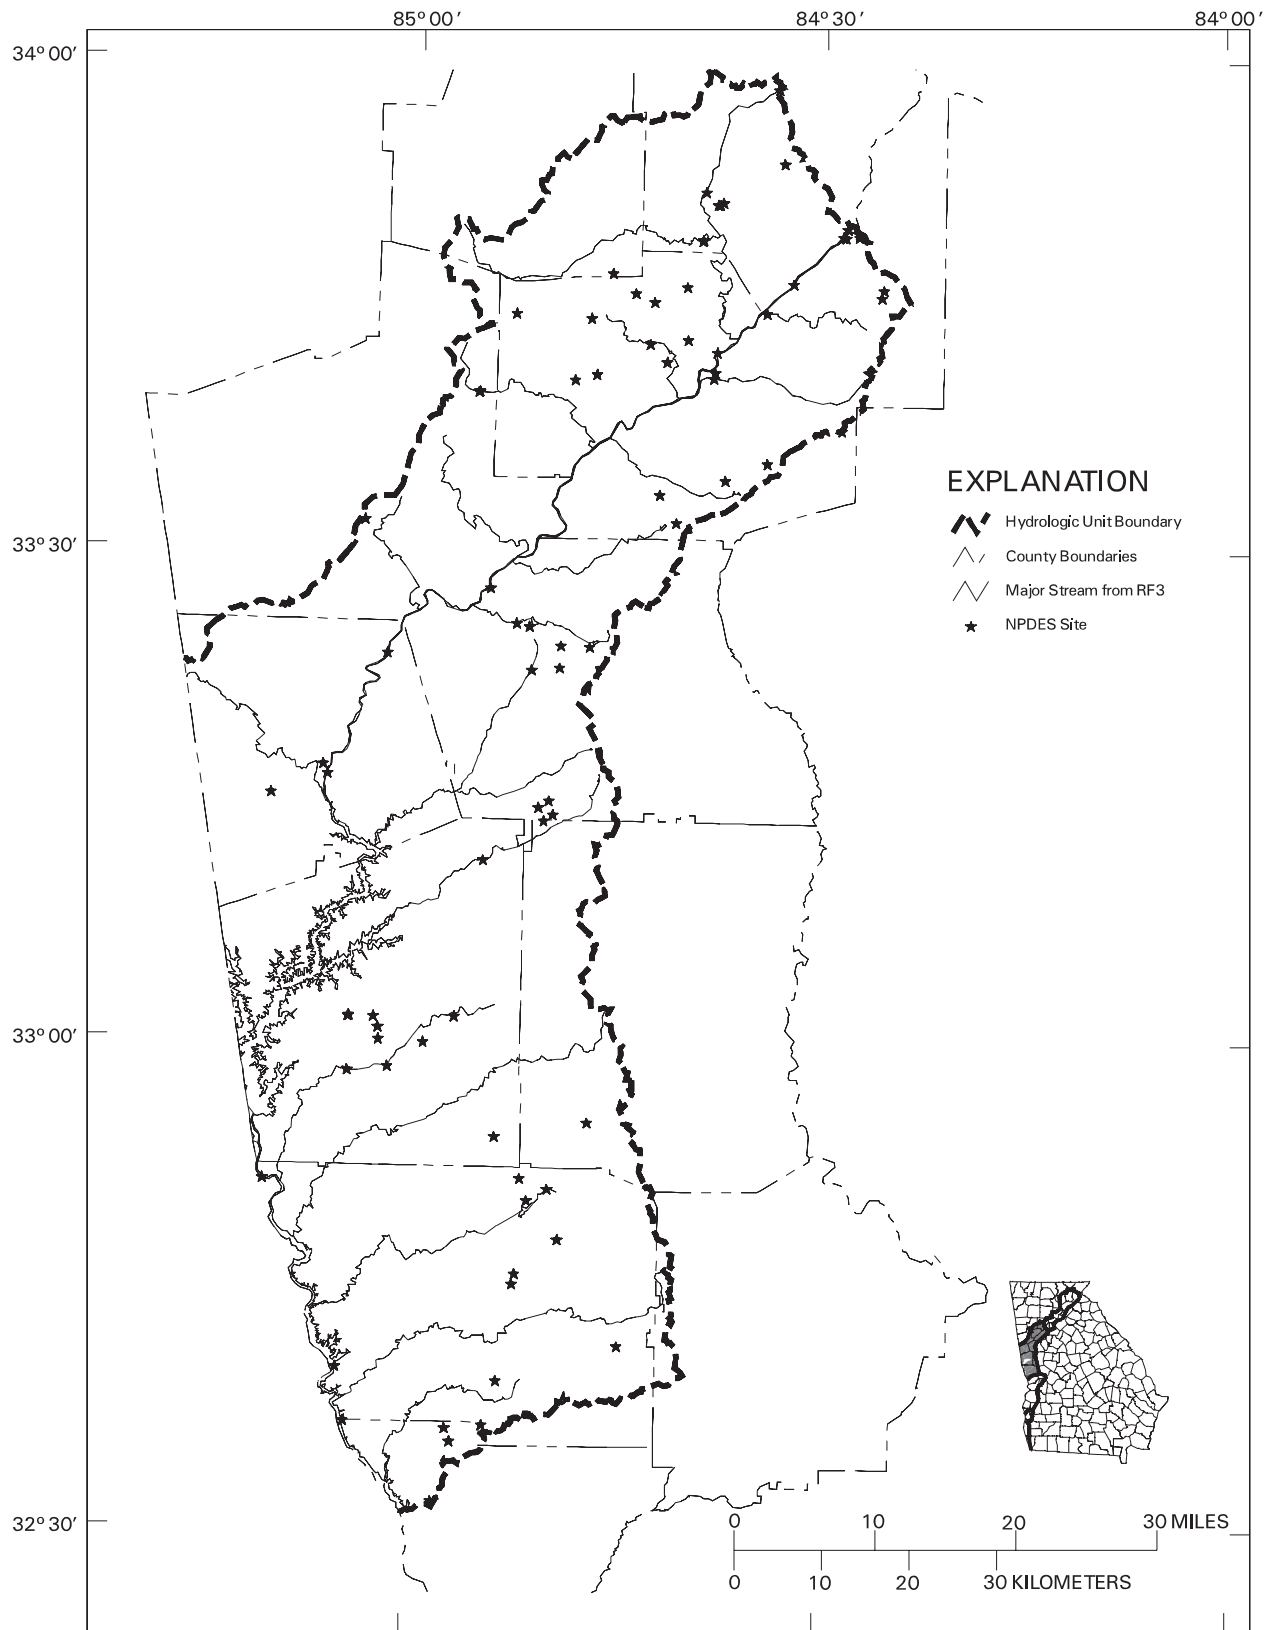 85°00′ 84°30′ 84°00′
34°00′
EXPLANATION
Hydrologic Unit Boundary
County Boundaries
Major Stream from RF3
NPDES Site
33°30′
33°00′
32°30′
0 10 20 30 MILES
0 10 20 30 KILOMETERS